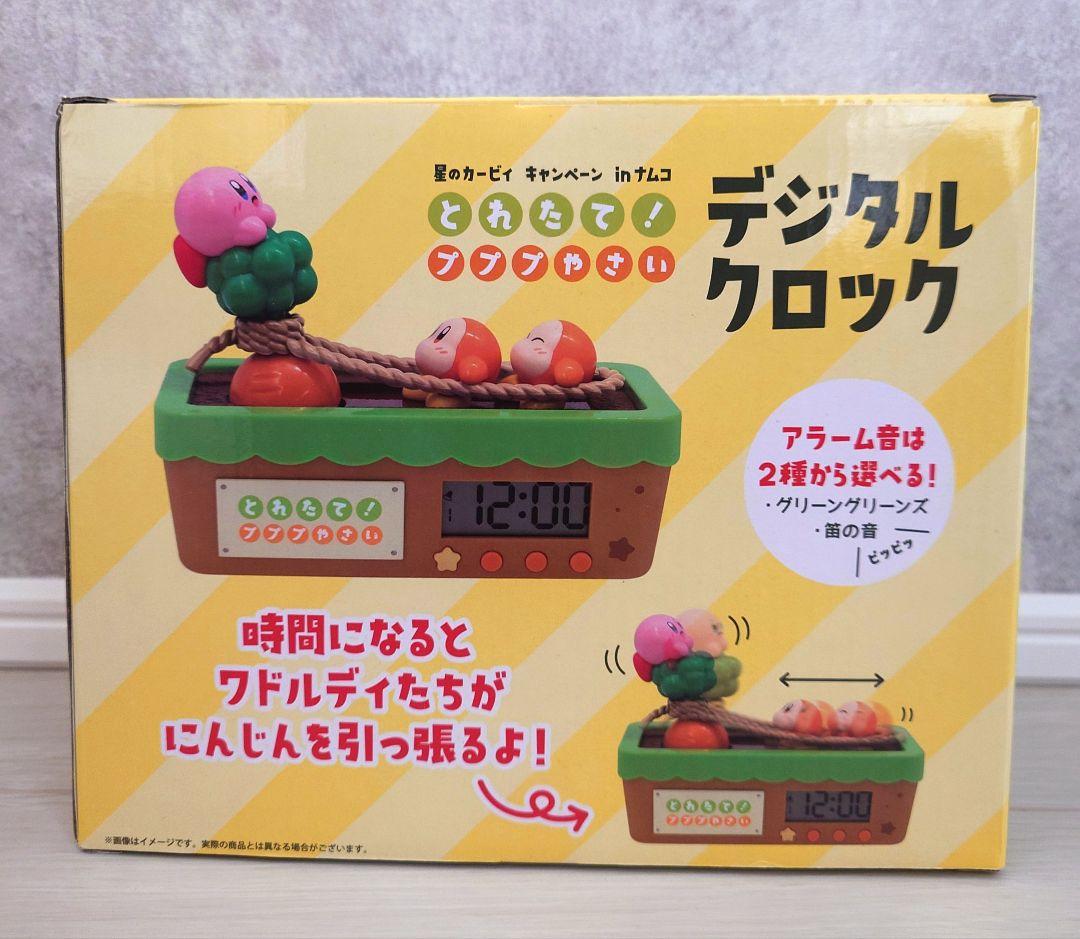 星のカービィ キャンペーン in ナムコ
とれたて!
プププやさい
デジタル
クロック
とれたて!
プププやさい
11
12:00
アラーム音は
2種から選べる!
・グリーングリーンズ
・笛の音
ピッピッ
時間になると
ワドルディたちが
にんじんを引っ張るよ!
とれたて!
プププやさい
12:00
※画像はイメージです。実際の商品とは異なる場合がございます。